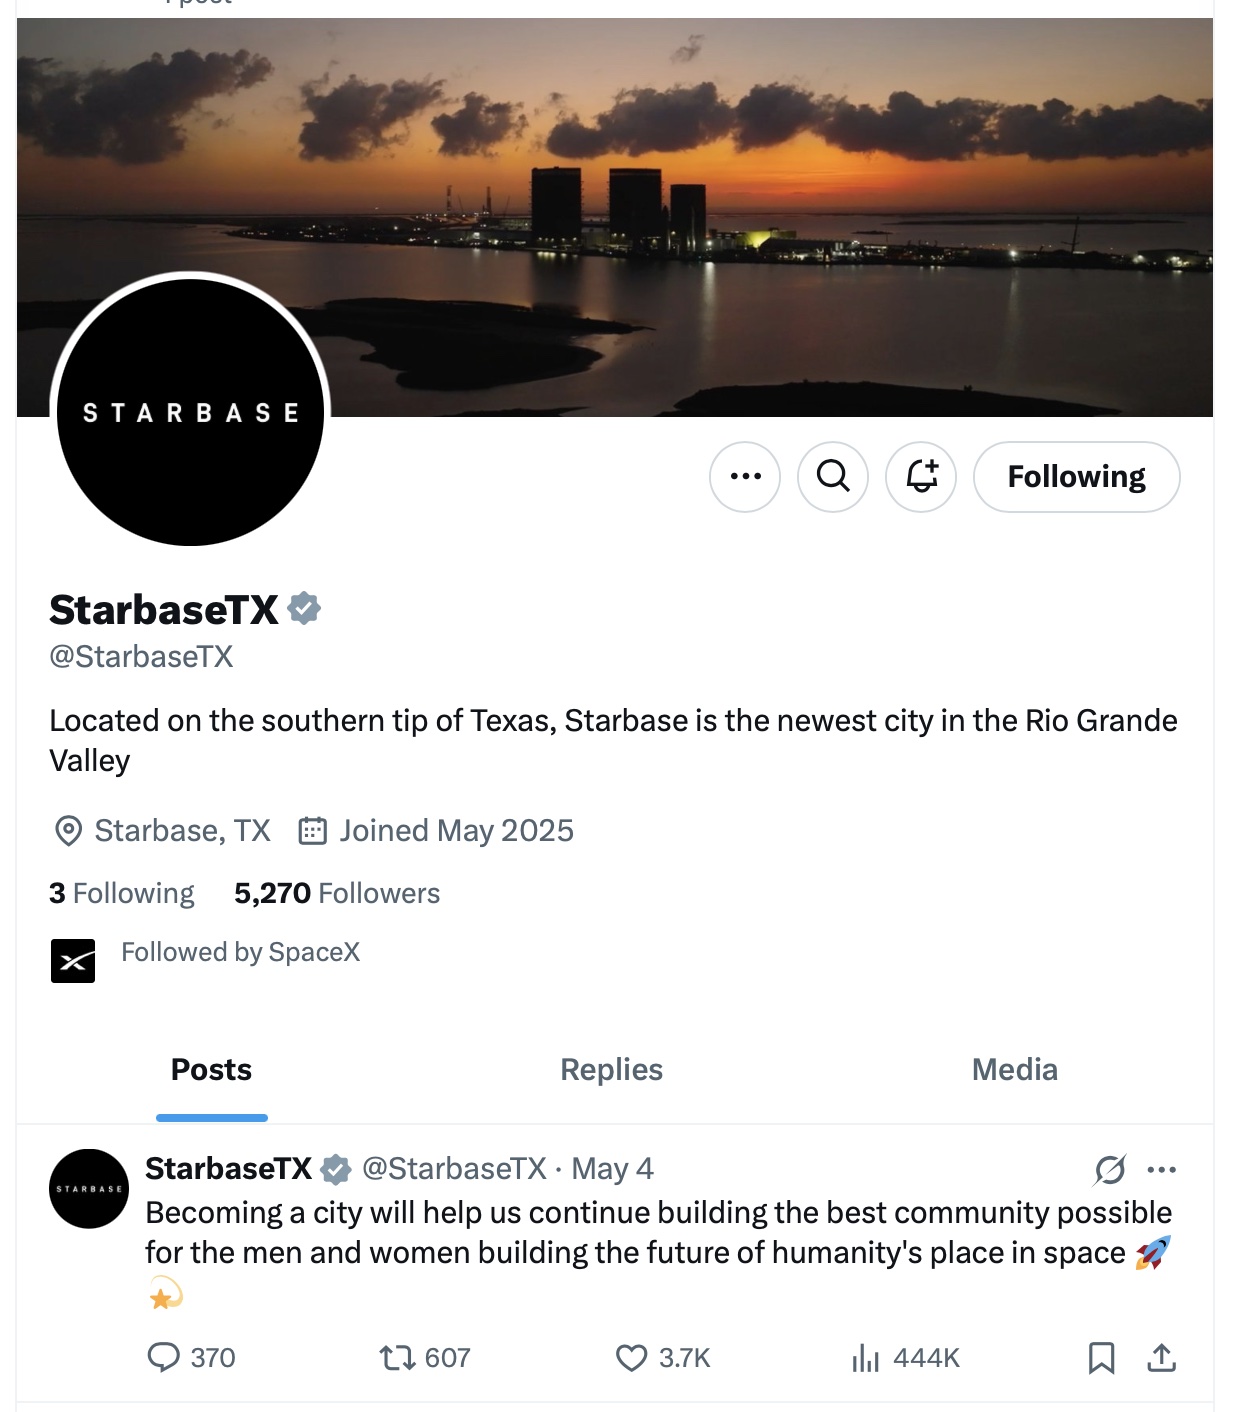 1 post
STARBASE
Following
StarbaseTX
@StarbaseTX
Located on the southern tip of Texas, Starbase is the newest city in the Rio Grande
Valley
Starbase, TX Joined May 2025
3 Following 5,270 Followers
Followed by SpaceX
Posts Replies Media
STARBASE
StarbaseTX @StarbaseTX · May 4
Becoming a city will help us continue building the best community possible
for the men and women building the future of humanity's place in space 🚀
💫
370 607 3.7K 444K